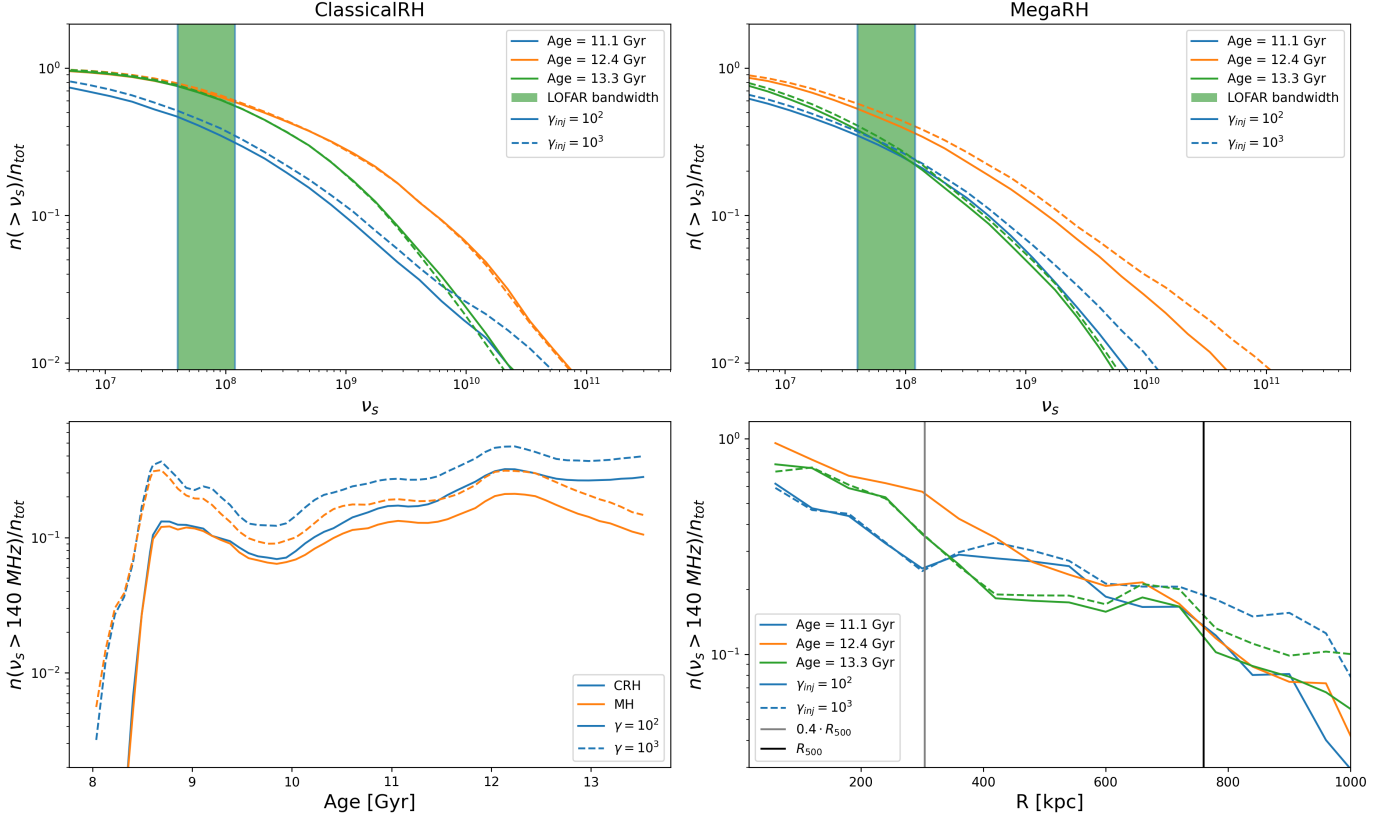 ClassicalRH
n(>ν_s)/n_tot
10^0
10^-1
10^-2
Age = 11.1 Gyr
Age = 12.4 Gyr
Age = 13.3 Gyr
LOFAR bandwidth
γ_inj = 10^2
γ_inj = 10^3
10^7 10^8 10^9 10^10 10^11
ν_s
MegaRH
n(>ν_s)/n_tot
10^0
10^-1
10^-2
Age = 11.1 Gyr
Age = 12.4 Gyr
Age = 13.3 Gyr
LOFAR bandwidth
γ_inj = 10^2
γ_inj = 10^3
10^7 10^8 10^9 10^10 10^11
ν_s
n(ν_s > 140 MHz)/n_tot
10^-1
10^-2
CRH
MH
γ = 10^2
γ = 10^3
8 9 10 11 12 13
Age [Gyr]
n(ν_s > 140 MHz)/n_tot
10^0
10^-1
Age = 11.1 Gyr
Age = 12.4 Gyr
Age = 13.3 Gyr
γ_inj = 10^2
γ_inj = 10^3
0.4 · R_500
R_500
200 400 600 800 1000
R [kpc]